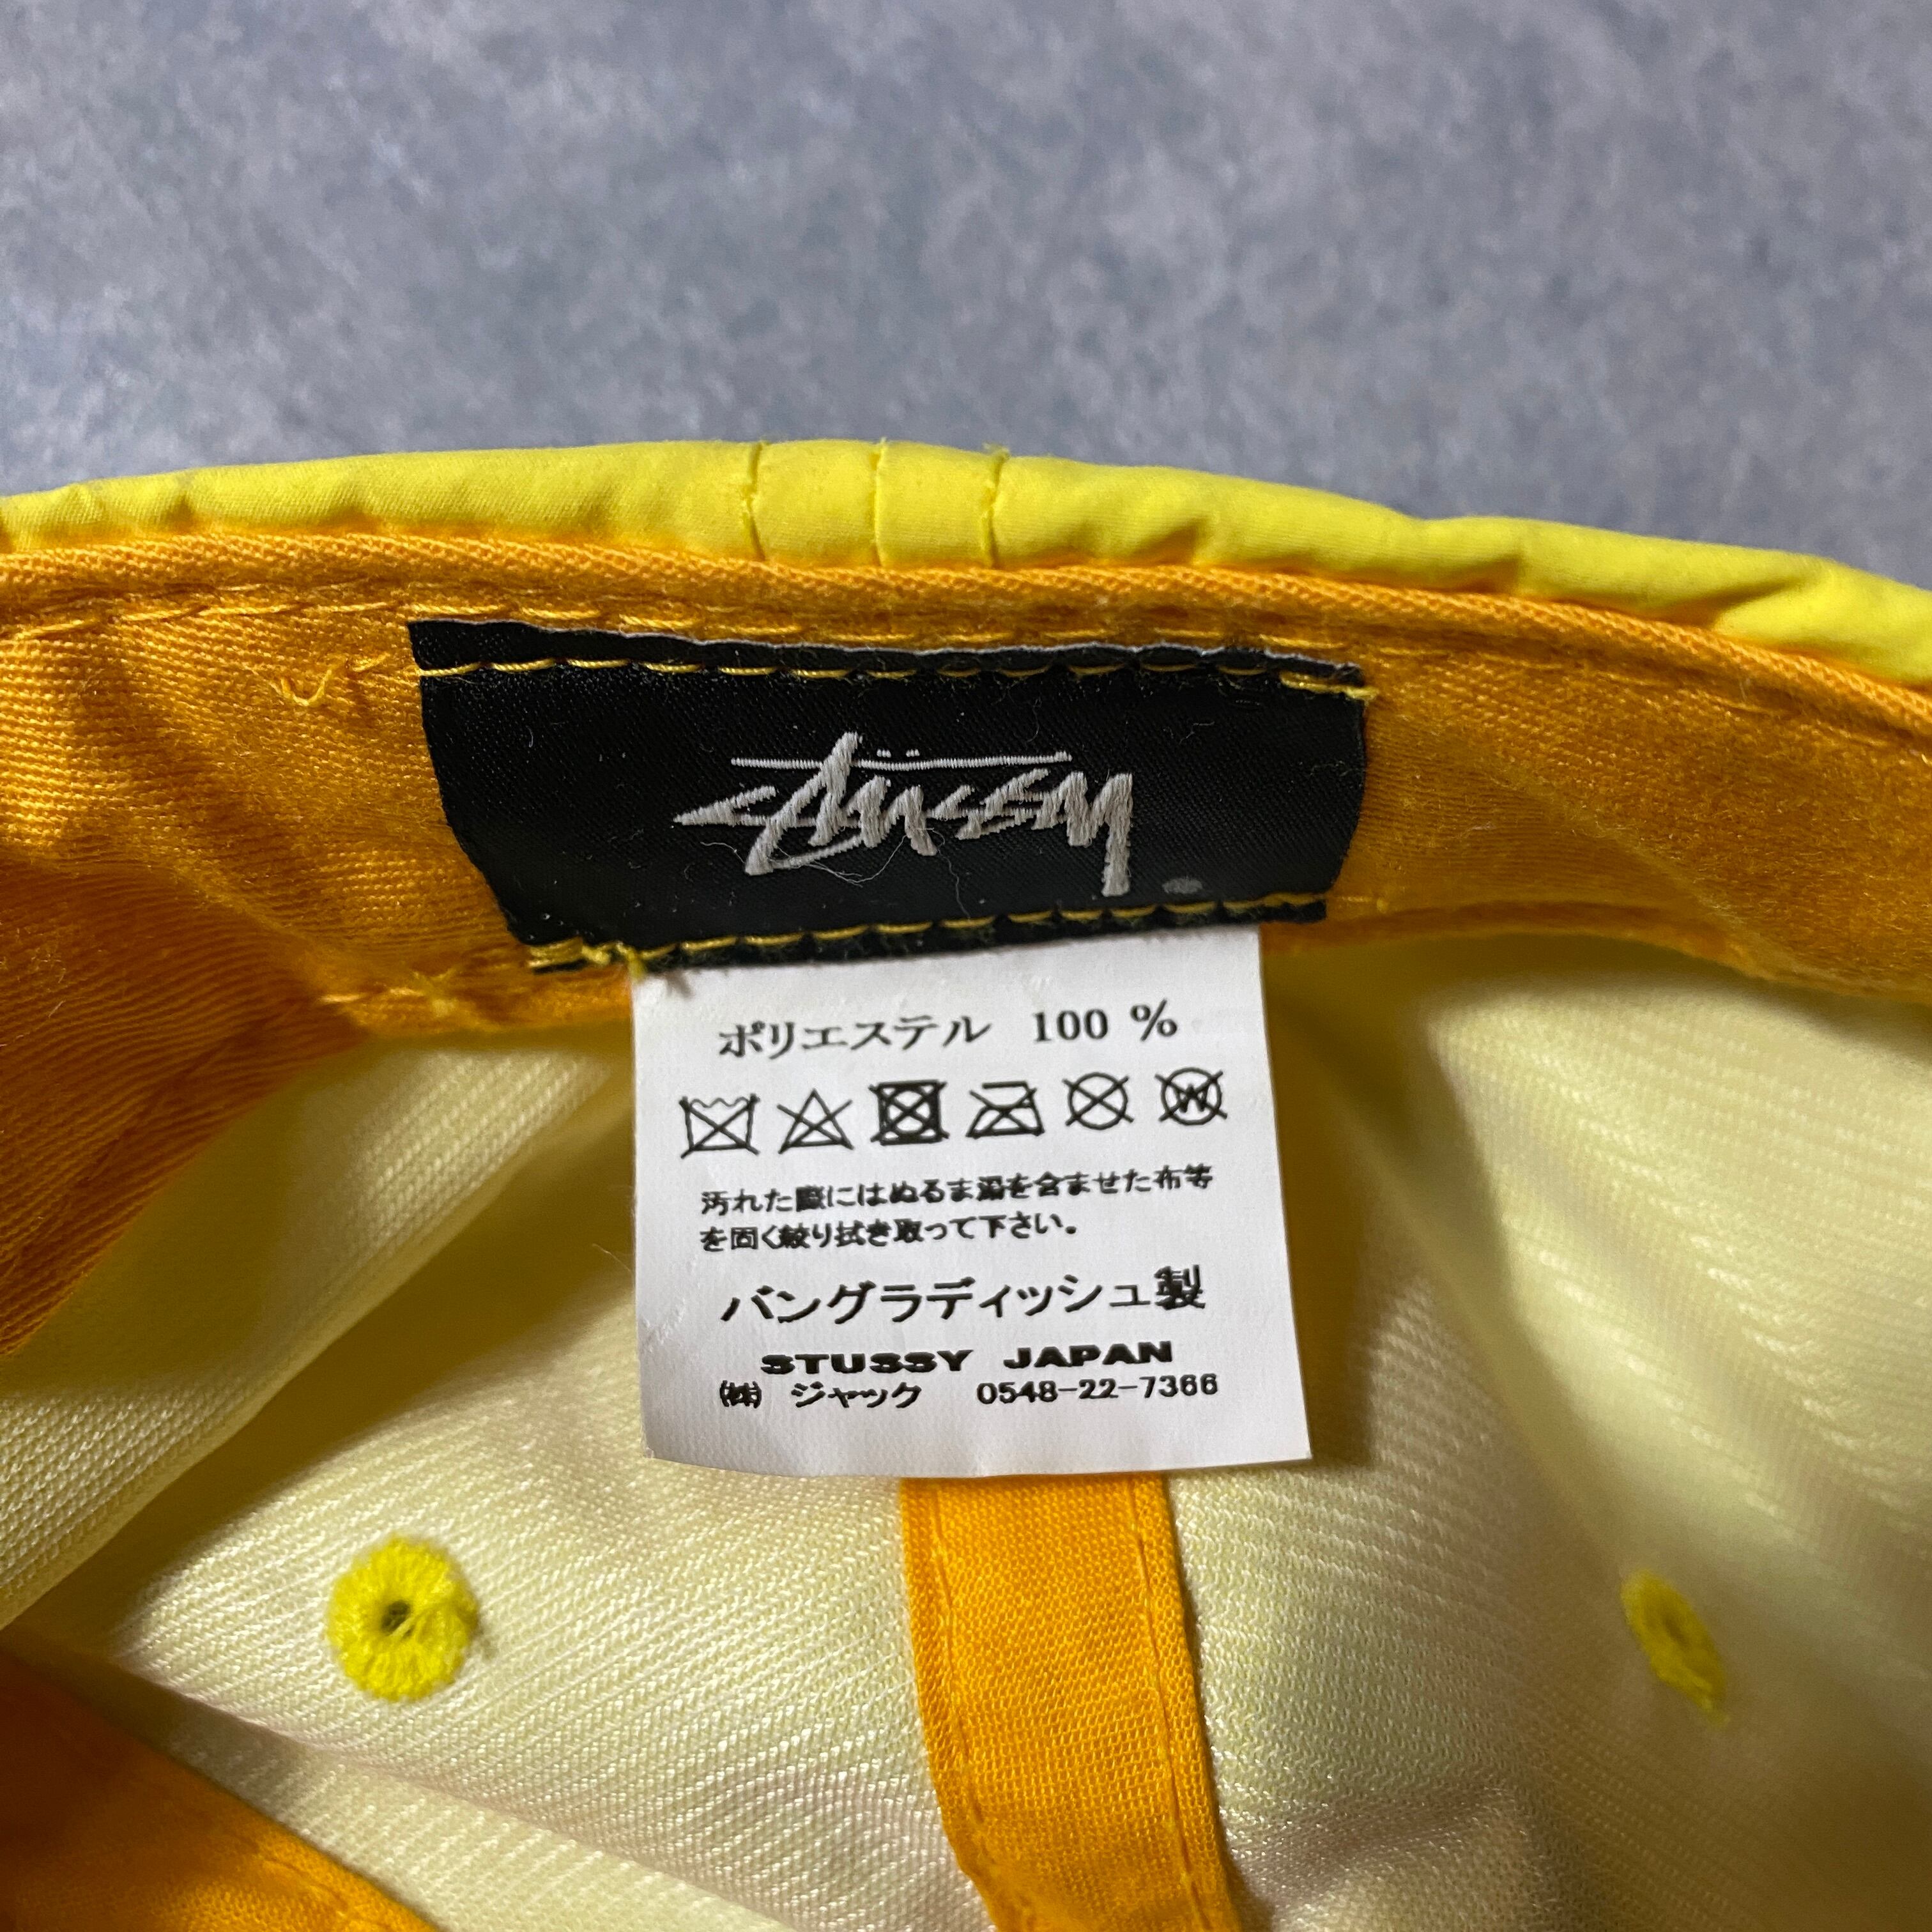 Stüssy
ポリエステル 100 %
W
汚れた際にはぬるま湯を含ませた布等
を固く絞り拭き取って下さい。
バングラディッシュ製
STUSSY JAPAN
㈱ ジャック 0548-22-7366